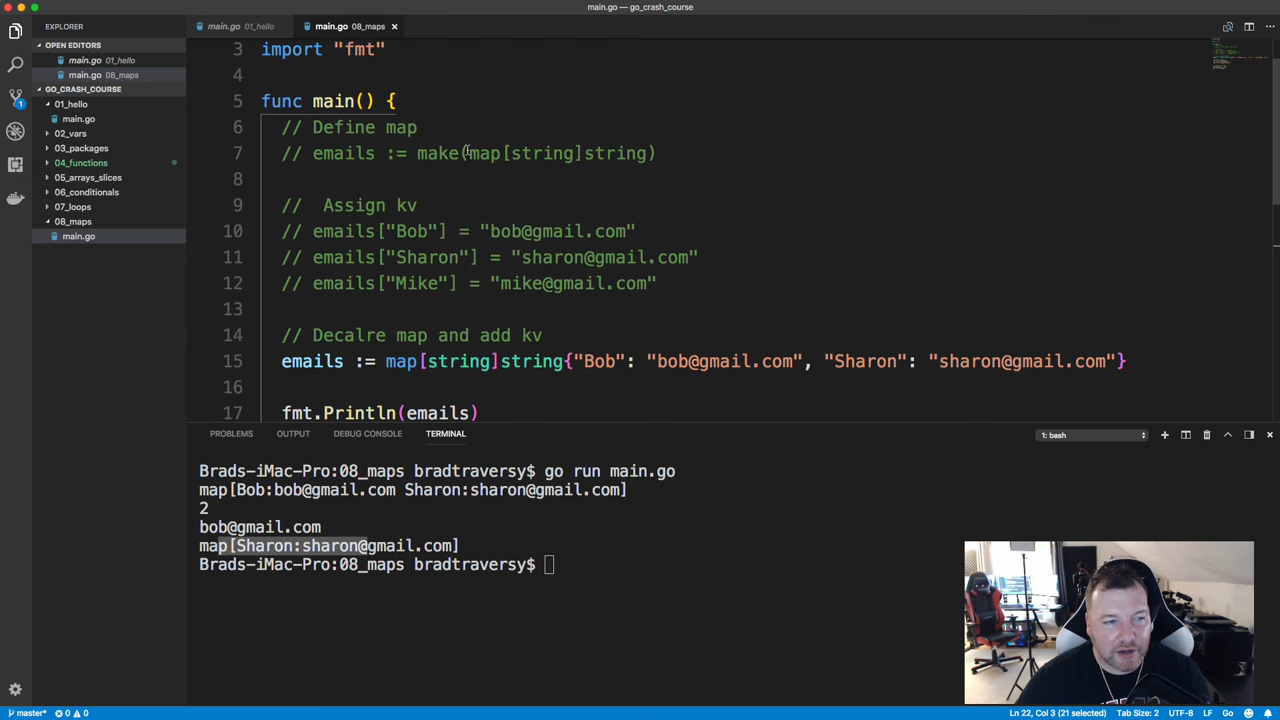 main.go — go_crash_course
EXPLORER
main.go 01_hello
main.go 08_maps
OPEN EDITORS
main.go 01_hello
main.go 08_maps
GO_CRASH_COURSE
01_hello
main.go
02_vars
03_packages
04_functions
05_arrays_slices
06_conditionals
07_loops
08_maps
main.go
1
3 import "fmt"
4
5 func main() {
6 // Define map
7 // emails := make(map[string]string)
8
9 //  Assign kv
10 // emails["Bob"] = "bob@gmail.com"
11 // emails["Sharon"] = "sharon@gmail.com"
12 // emails["Mike"] = "mike@gmail.com"
13
14 // Decalre map and add kv
15 emails := map[string]string{"Bob": "bob@gmail.com", "Sharon": "sharon@gmail.com"}
16
17 fmt.Println(emails)
PROBLEMS OUTPUT DEBUG CONSOLE TERMINAL 1: bash
Brads-iMac-Pro:08_maps bradtraversy$ go run main.go
map[Bob:bob@gmail.com Sharon:sharon@gmail.com]
2
bob@gmail.com
map[Sharon:sharon@gmail.com]
Brads-iMac-Pro:08_maps bradtraversy$
master* 0 0 Ln 22, Col 3 (21 selected) Tab Size: 2 UTF-8 LF Go